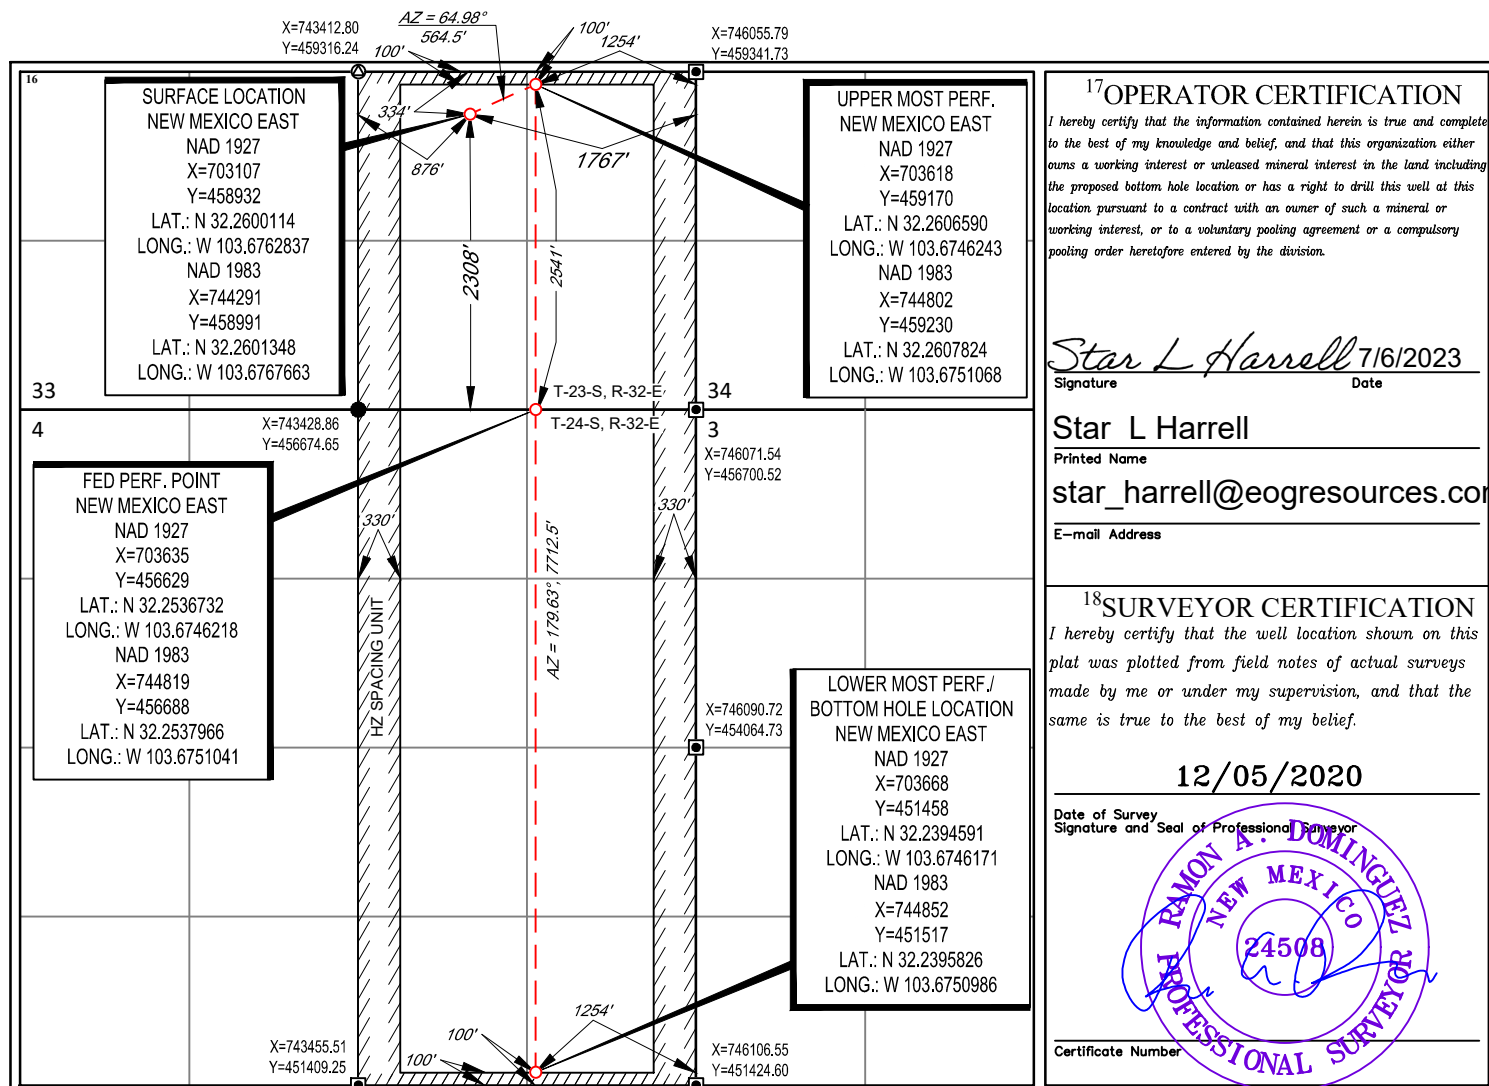 X=743412.80
Y=459316.24
AZ = 64.98°
564.5'
100'
100'
1254'
X=746055.79
Y=459341.73
16
SURFACE LOCATION
NEW MEXICO EAST
NAD 1927
X=703107
Y=458932
LAT.: N 32.2600114
LONG.: W 103.6762837
NAD 1983
X=744291
Y=458991
LAT.: N 32.2601348
LONG.: W 103.6767663
334'
876'
1767'
2308'
2541'
UPPER MOST PERF.
NEW MEXICO EAST
NAD 1927
X=703618
Y=459170
LAT.: N 32.2606590
LONG.: W 103.6746243
NAD 1983
X=744802
Y=459230
LAT.: N 32.2607824
LONG.: W 103.6751068
33
34
T-23-S, R-32-E
T-24-S, R-32-E
4
3
X=743428.86
Y=456674.65
X=746071.54
Y=456700.52
FED PERF. POINT
NEW MEXICO EAST
NAD 1927
X=703635
Y=456629
LAT.: N 32.2536732
LONG.: W 103.6746218
NAD 1983
X=744819
Y=456688
LAT.: N 32.2537966
LONG.: W 103.6751041
330'
330'
HZ SPACING UNIT
AZ = 179.63°, 7712.5'
X=746090.72
Y=454064.73
LOWER MOST PERF./
BOTTOM HOLE LOCATION
NEW MEXICO EAST
NAD 1927
X=703668
Y=451458
LAT.: N 32.2394591
LONG.: W 103.6746171
NAD 1983
X=744852
Y=451517
LAT.: N 32.2395826
LONG.: W 103.6750986
X=743455.51
Y=451409.25
100'
100'
1254'
X=746106.55
Y=451424.60
17 OPERATOR CERTIFICATION
I hereby certify that the information contained herein is true and complete
to the best of my knowledge and belief, and that this organization either
owns a working interest or unleased mineral interest in the land including
the proposed bottom hole location or has a right to drill this well at this
location pursuant to a contract with an owner of such a mineral or
working interest, or to a voluntary pooling agreement or a compulsory
pooling order heretofore entered by the division.
Star L Harrell 7/6/2023
Signature Date
Star L Harrell
Printed Name
star_harrell@eogresources.com
E-mail Address
18 SURVEYOR CERTIFICATION
I hereby certify that the well location shown on this
plat was plotted from field notes of actual surveys
made by me or under my supervision, and that the
same is true to the best of my belief.
12/05/2020
Date of Survey
Signature and Seal of Professional Surveyor
RAMON A. DOMINGUEZ
NEW MEXICO
24508
PROFESSIONAL SURVEYOR
Certificate Number